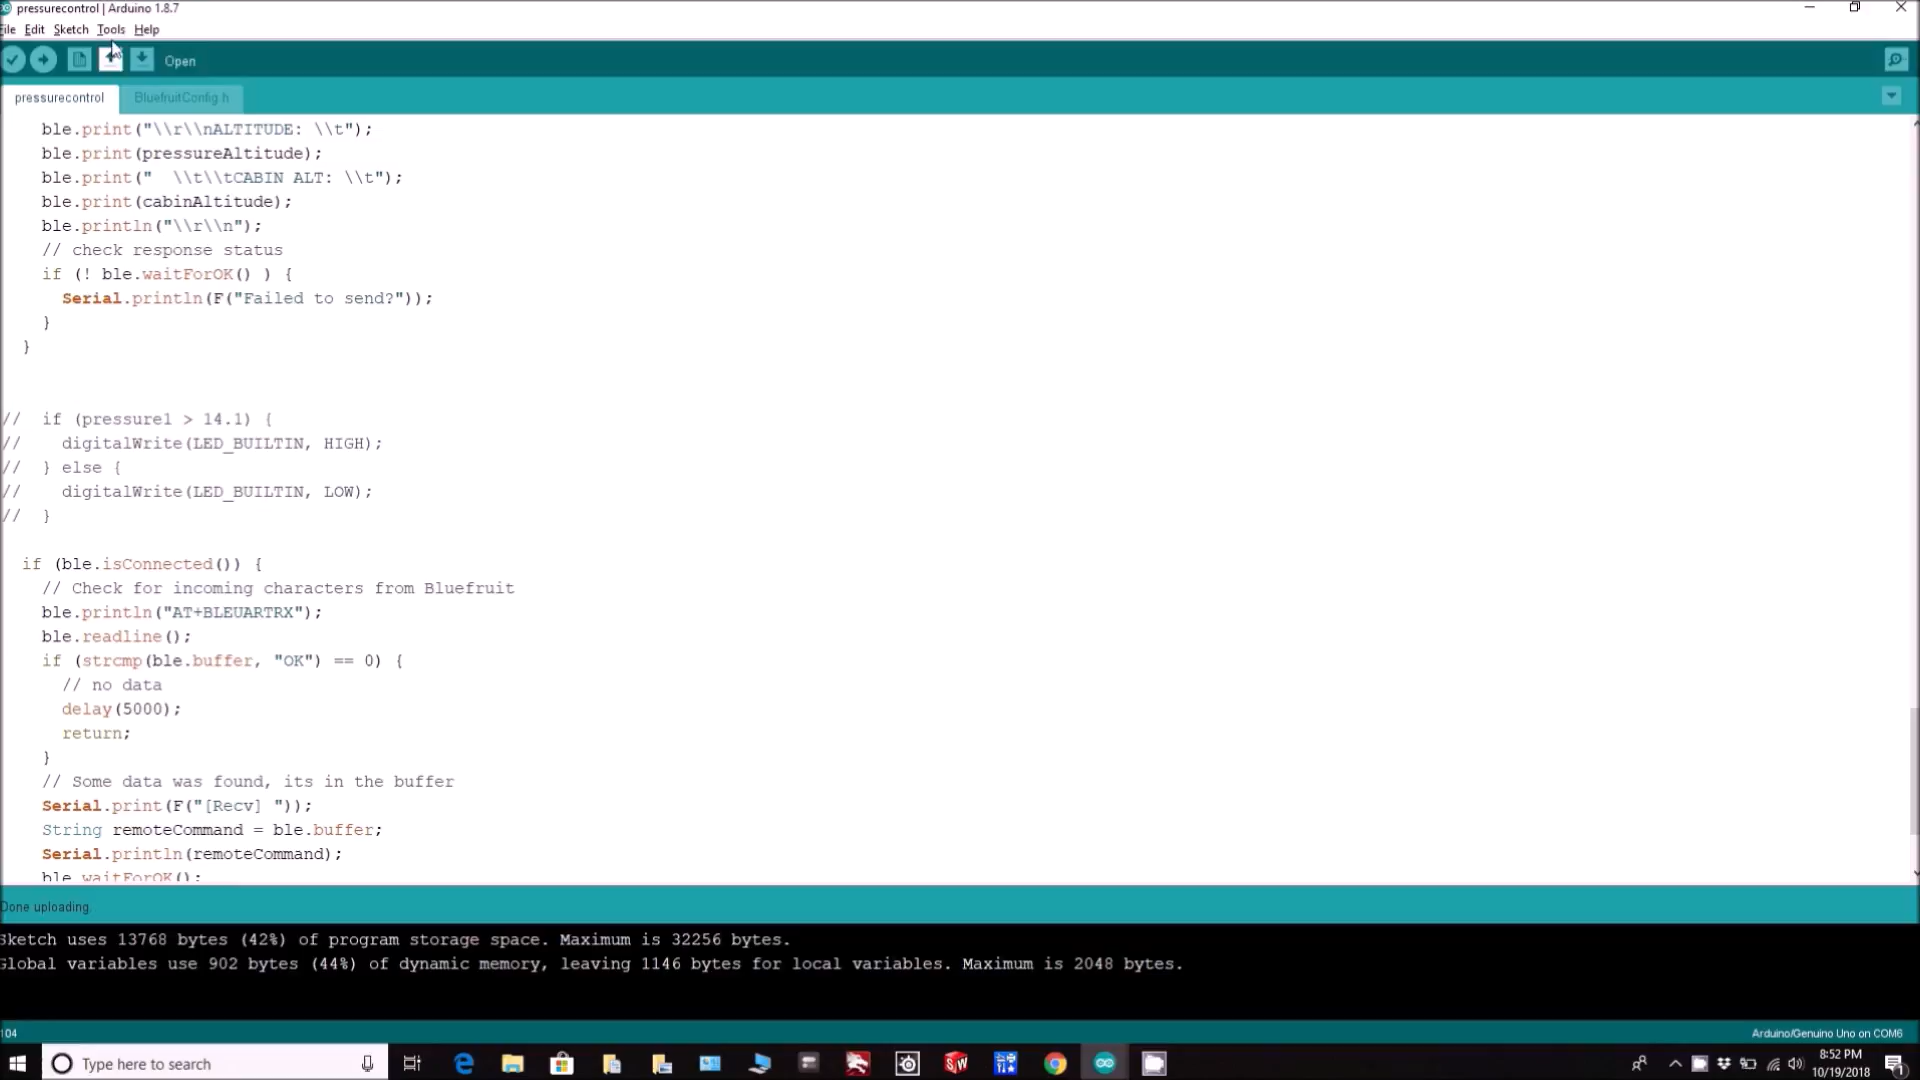 pressurecontrol | Arduino 1.8.7
File Edit Sketch Tools Help
Open
pressurecontrol BluefruitConfig.h
ble.print("\\r\\nALTITUDE: \\t");
ble.print(pressureAltitude);
ble.print("  \\t\\tCABIN ALT: \\t");
ble.print(cabinAltitude);
ble.println("\\r\\n");
// check response status
if (! ble.waitForOK() ) {
Serial.println(F("Failed to send?"));
}
}
//  if (pressure1 > 14.1) {
//    digitalWrite(LED_BUILTIN, HIGH);
//  } else {
//    digitalWrite(LED_BUILTIN, LOW);
//  }
if (ble.isConnected()) {
// Check for incoming characters from Bluefruit
ble.println("AT+BLEUARTRX");
ble.readline();
if (strcmp(ble.buffer, "OK") == 0) {
// no data
delay(5000);
return;
}
// Some data was found, its in the buffer
Serial.print(F("[Recv] "));
String remoteCommand = ble.buffer;
Serial.println(remoteCommand);
ble.waitForOK();
Done uploading.
Sketch uses 13768 bytes (42%) of program storage space. Maximum is 32256 bytes.
Global variables use 902 bytes (44%) of dynamic memory, leaving 1146 bytes for local variables. Maximum is 2048 bytes.
104 Arduino/Genuino Uno on COM6
Type here to search
SW
8:52 PM
10/19/2018
1